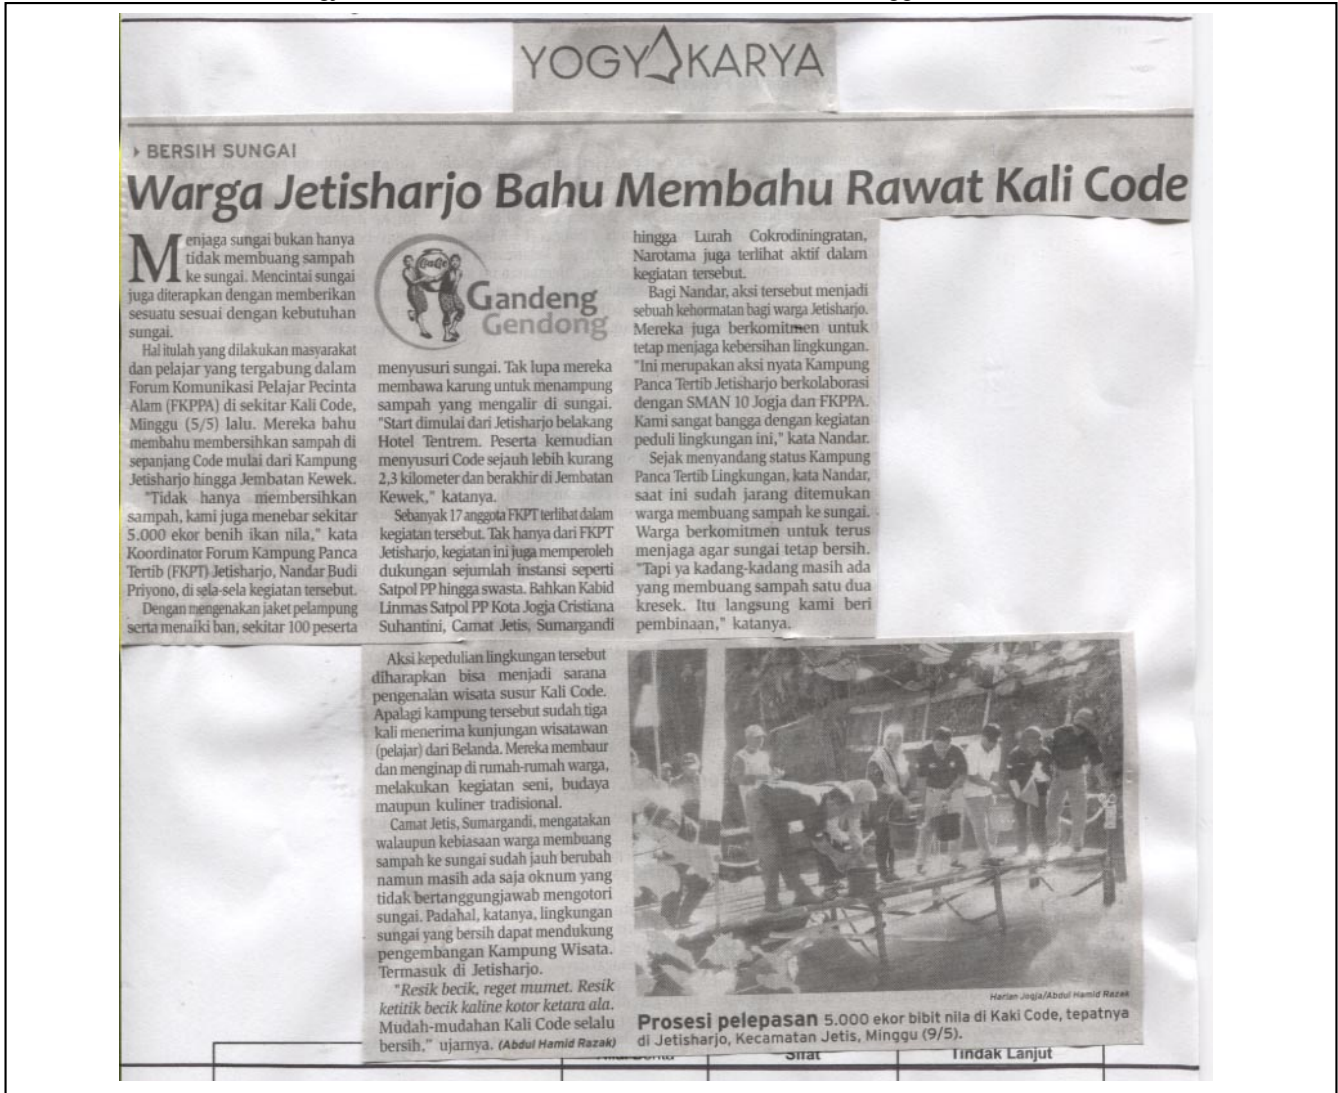 YOGYAKARYA
BERSIH SUNGAI
Warga Jetisharjo Bahu Membahu Rawat Kali Code
Menjaga sungai bukan hanya
tidak membuang sampah
ke sungai. Mencintai sungai
juga diterapkan dengan memberikan
sesuatu sesuai dengan kebutuhan
sungai.
Hal itulah yang dilakukan masyarakat
dan pelajar yang tergabung dalam
Forum Komunikasi Pelajar Pecinta
Alam (FKPPA) di sekitar Kali Code,
Minggu (5/5) lalu. Mereka bahu
membahu membersihkan sampah di
sepanjang Code mulai dari Kampung
Jetisharjo hingga Jembatan Kewek.
"Tidak hanya membersihkan
sampah, kami juga menebar sekitar
5.000 ekor benih ikan nila," kata
Koordinator Forum Kampung Panca
Tertib (FKPT) Jetisharjo, Nandar Budi
Priyono, di sela-sela kegiatan tersebut.
Dengan mengenakan jaket pelampung
serta menaiki ban, sekitar 100 peserta
Gandeng
Gendong
menyusuri sungai. Tak lupa mereka
membawa karung untuk menampung
sampah yang mengalir di sungai.
"Start dimulai dari Jetisharjo belakang
Hotel Tentrem. Peserta kemudian
menyusuri Code sejauh lebih kurang
2,3 kilometer dan berakhir di Jembatan
Kewek," katanya.
Sebanyak 17 anggota FKPT terlibat dalam
kegiatan tersebut. Tak hanya dari FKPT
Jetisharjo, kegiatan ini juga memperoleh
dukungan sejumlah instansi seperti
Satpol PP hingga swasta. Bahkan Kabid
Linmas Satpol PP Kota Jogja Cristiana
Suhantini, Camat Jetis, Sumargandi
hingga Lurah Cokrodiningratan,
Narotama juga terlihat aktif dalam
kegiatan tersebut.
Bagi Nandar, aksi tersebut menjadi
sebuah kehormatan bagi warga Jetisharjo.
Mereka juga berkomitmen untuk
tetap menjaga kebersihan lingkungan.
"Ini merupakan aksi nyata Kampung
Panca Tertib Jetisharjo berkolaborasi
dengan SMAN 10 Jogja dan FKPPA.
Kami sangat bangga dengan kegiatan
peduli lingkungan ini," kata Nandar.
Sejak menyandang status Kampung
Panca Tertib Lingkungan, kata Nandar,
saat ini sudah jarang ditemukan
warga membuang sampah ke sungai.
Warga berkomitmen untuk terus
menjaga agar sungai tetap bersih.
"Tapi ya kadang-kadang masih ada
yang membuang sampah satu dua
kresek. Itu langsung kami beri
pembinaan," katanya.
Aksi kepedulian lingkungan tersebut
diharapkan bisa menjadi sarana
pengenalan wisata susur Kali Code.
Apalagi kampung tersebut sudah tiga
kali menerima kunjungan wisatawan
(pelajar) dari Belanda. Mereka membaur
dan menginap di rumah-rumah warga,
melakukan kegiatan seni, budaya
maupun kuliner tradisional.
Camat Jetis, Sumargandi, mengatakan
walaupun kebiasaan warga membuang
sampah ke sungai sudah jauh berubah
namun masih ada saja oknum yang
tidak bertanggungjawab mengotori
sungai. Padahal, katanya, lingkungan
sungai yang bersih dapat mendukung
pengembangan Kampung Wisata.
Termasuk di Jetisharjo.
"Resik becik, reget mumet. Resik
ketitik becik kaline kotor ketara ala.
Mudah-mudahan Kali Code selalu
bersih," ujarnya. (Abdul Hamid Razak)
Harian Jogja/Abdul Hamid Razak
Prosesi pelepasan 5.000 ekor bibit nila di Kaki Code, tepatnya
di Jetisharjo, Kecamatan Jetis, Minggu (9/5).
Sifat
Tindak Lanjut